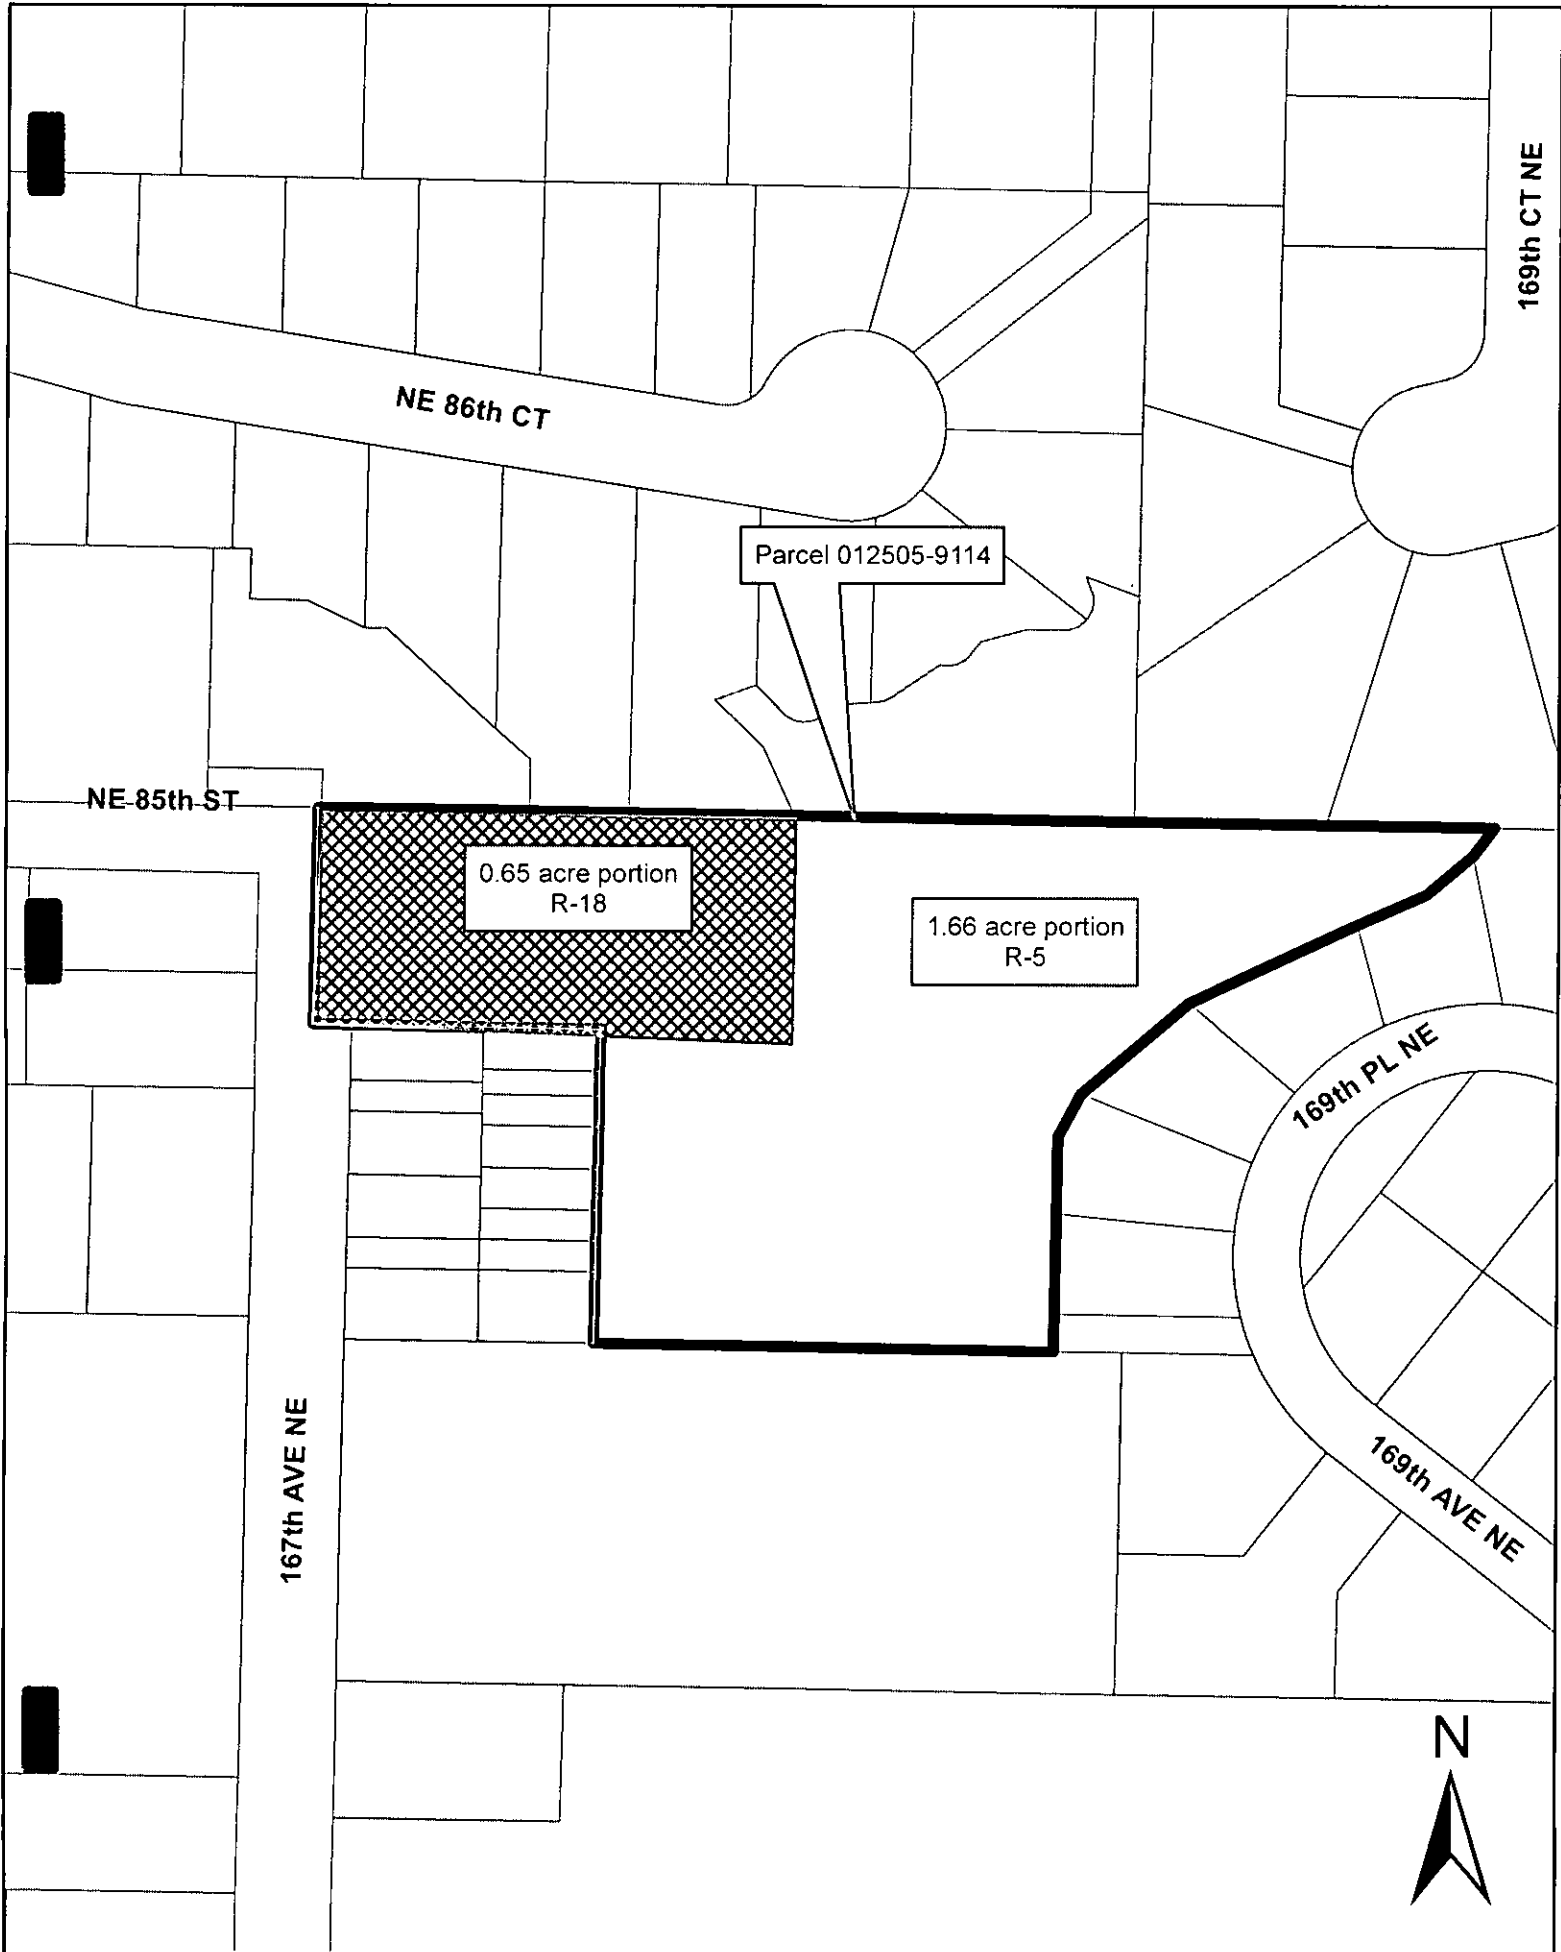 169th CT NE
NE 86th CT
Parcel 012505-9114
NE 85th ST
0.65 acre portion
R-18
1.66 acre portion
R-5
169th PL NE
167th AVE NE
169th AVE NE
N